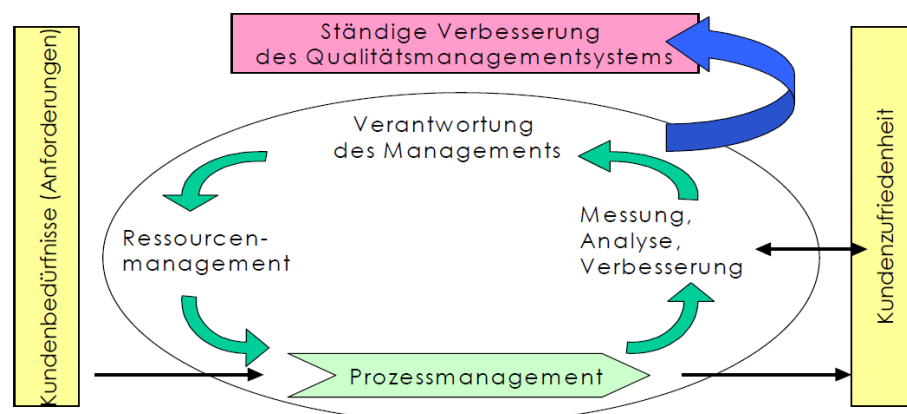 Ständige Verbesserung
des Qualitätsmanagementsystems
Kundenbedürfnisse (Anforderungen)
Verantwortung
des Managements
Ressourcen-
management
Messung,
Analyse,
Verbesserung
Prozessmanagement
Kundenzufriedenheit